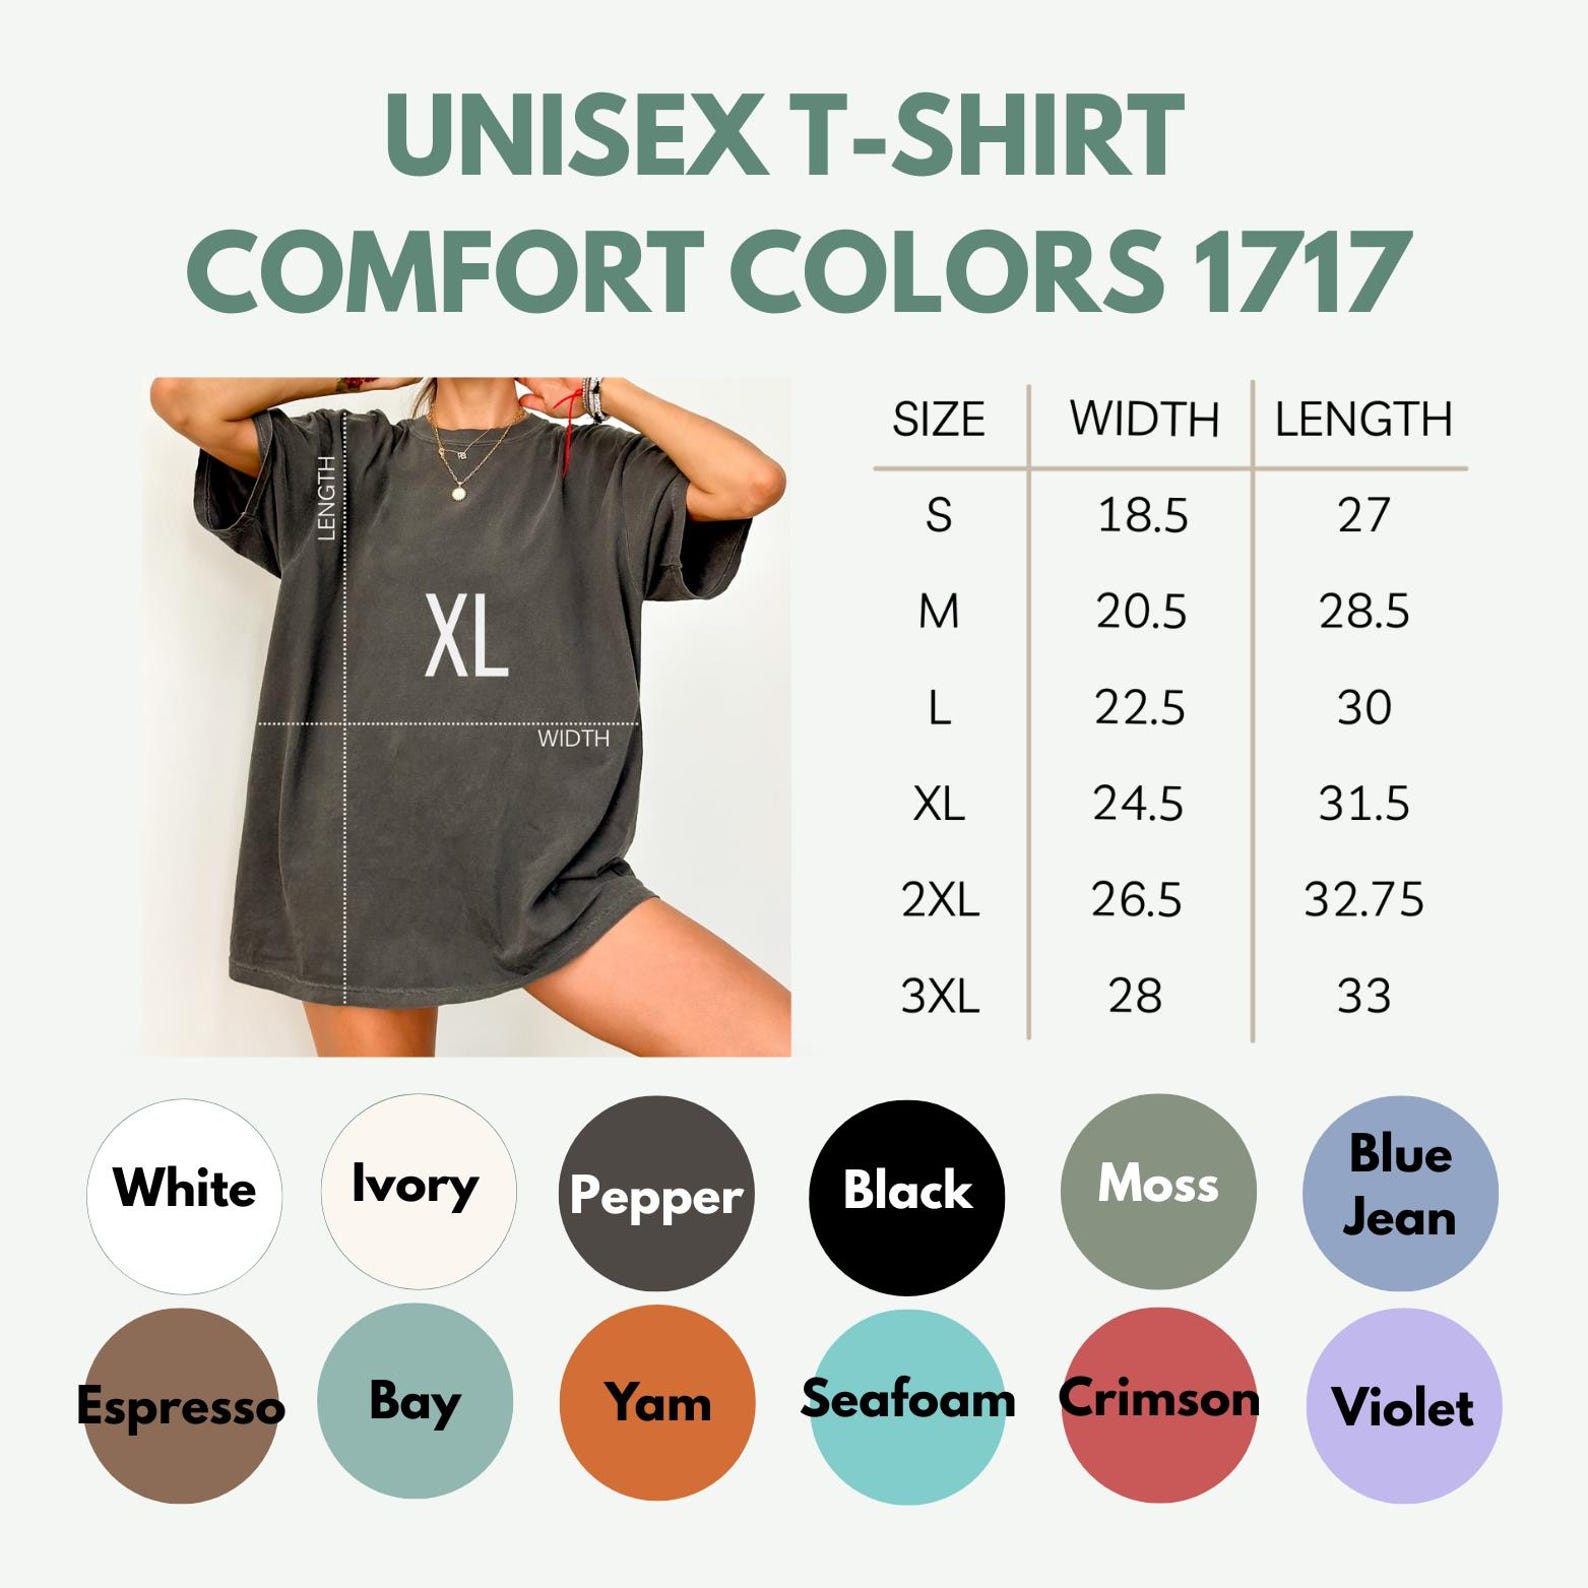 UNISEX T-SHIRT
COMFORT COLORS 1717
LENGTH
XL
WIDTH
SIZE WIDTH LENGTH
S 18.5 27
M 20.5 28.5
L 22.5 30
XL 24.5 31.5
2XL 26.5 32.75
3XL 28 33
White Ivory Pepper Black Moss Blue Jean
Espresso Bay Yam Seafoam Crimson Violet